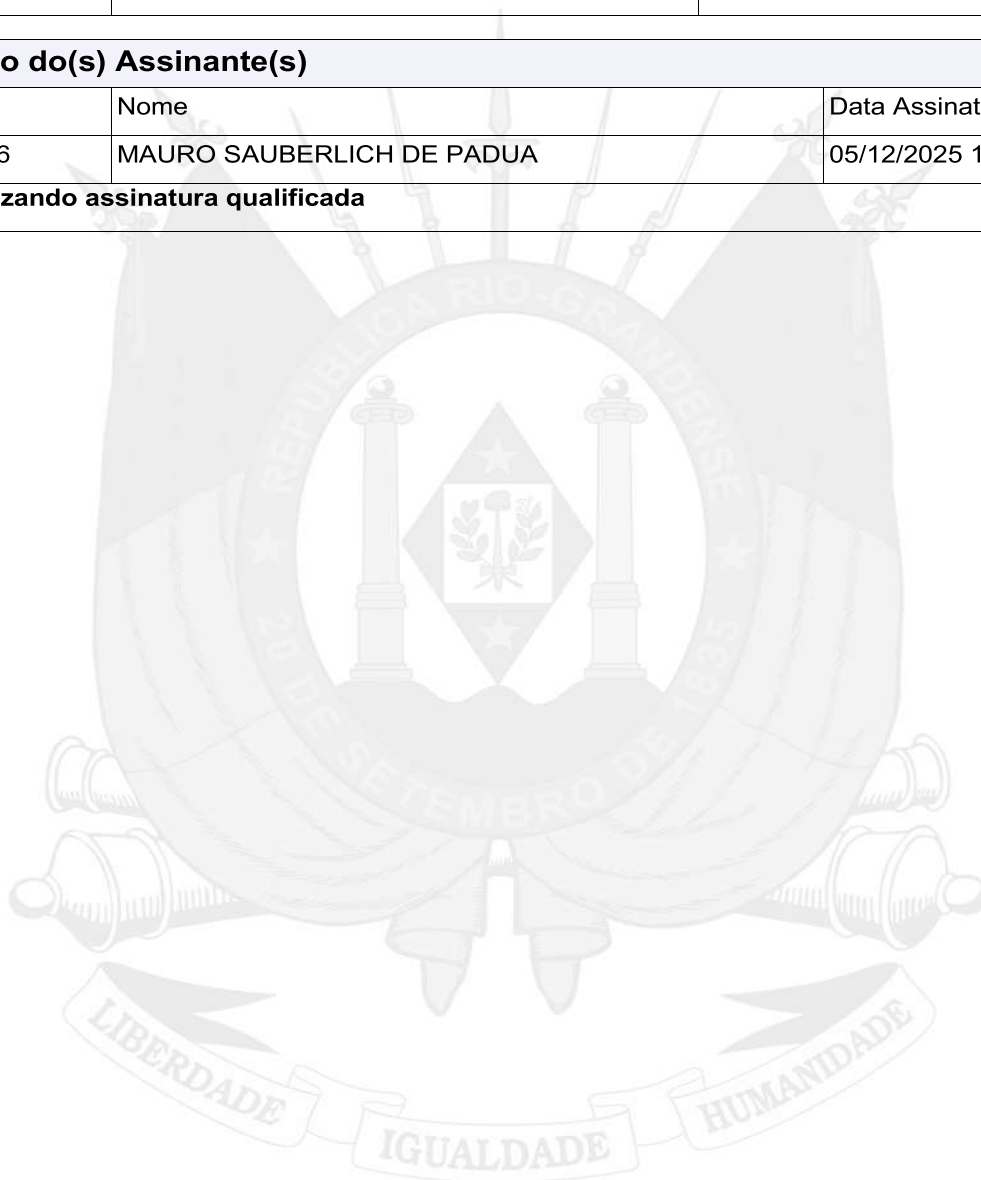 o do(s) Assinante(s)
Nome Data Assinat
6 MAURO SAUBERLICH DE PADUA 05/12/2025 1
zando assinatura qualificada
REPÚBLICA RIO-GRANDENSE
20 DE SETEMBRO DE 1835
LIBERDADE
IGUALDADE
HUMANIDADE